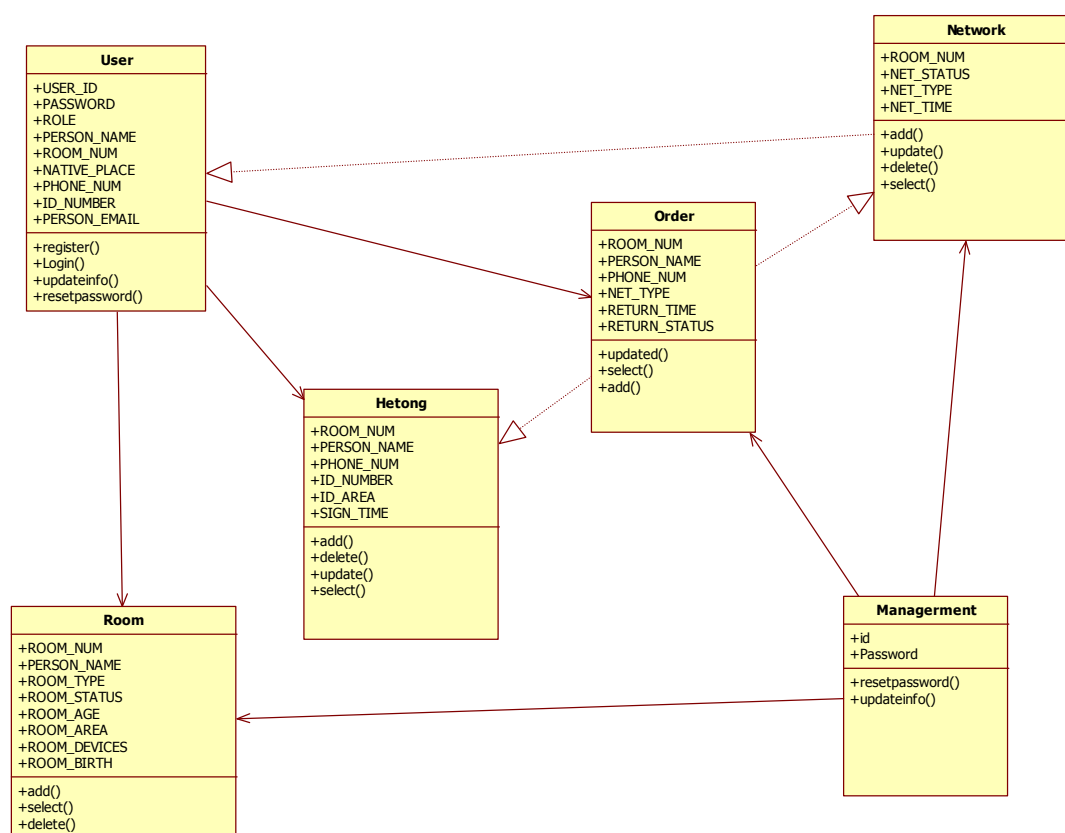 User
+USER_ID
+PASSWORD
+ROLE
+PERSON_NAME
+ROOM_NUM
+NATIVE_PLACE
+PHONE_NUM
+ID_NUMBER
+PERSON_EMAIL
+register()
+Login()
+updateinfo()
+resetpassword()
Network
+ROOM_NUM
+NET_STATUS
+NET_TYPE
+NET_TIME
+add()
+update()
+delete()
+select()
Order
+ROOM_NUM
+PERSON_NAME
+PHONE_NUM
+NET_TYPE
+RETURN_TIME
+RETURN_STATUS
+updated()
+select()
+add()
Hetong
+ROOM_NUM
+PERSON_NAME
+PHONE_NUM
+ID_NUMBER
+ID_AREA
+SIGN_TIME
+add()
+delete()
+update()
+select()
Room
+ROOM_NUM
+PERSON_NAME
+ROOM_TYPE
+ROOM_STATUS
+ROOM_AGE
+ROOM_AREA
+ROOM_DEVICES
+ROOM_BIRTH
+add()
+select()
+delete()
Managerment
+id
+Password
+resetpassword()
+updateinfo()